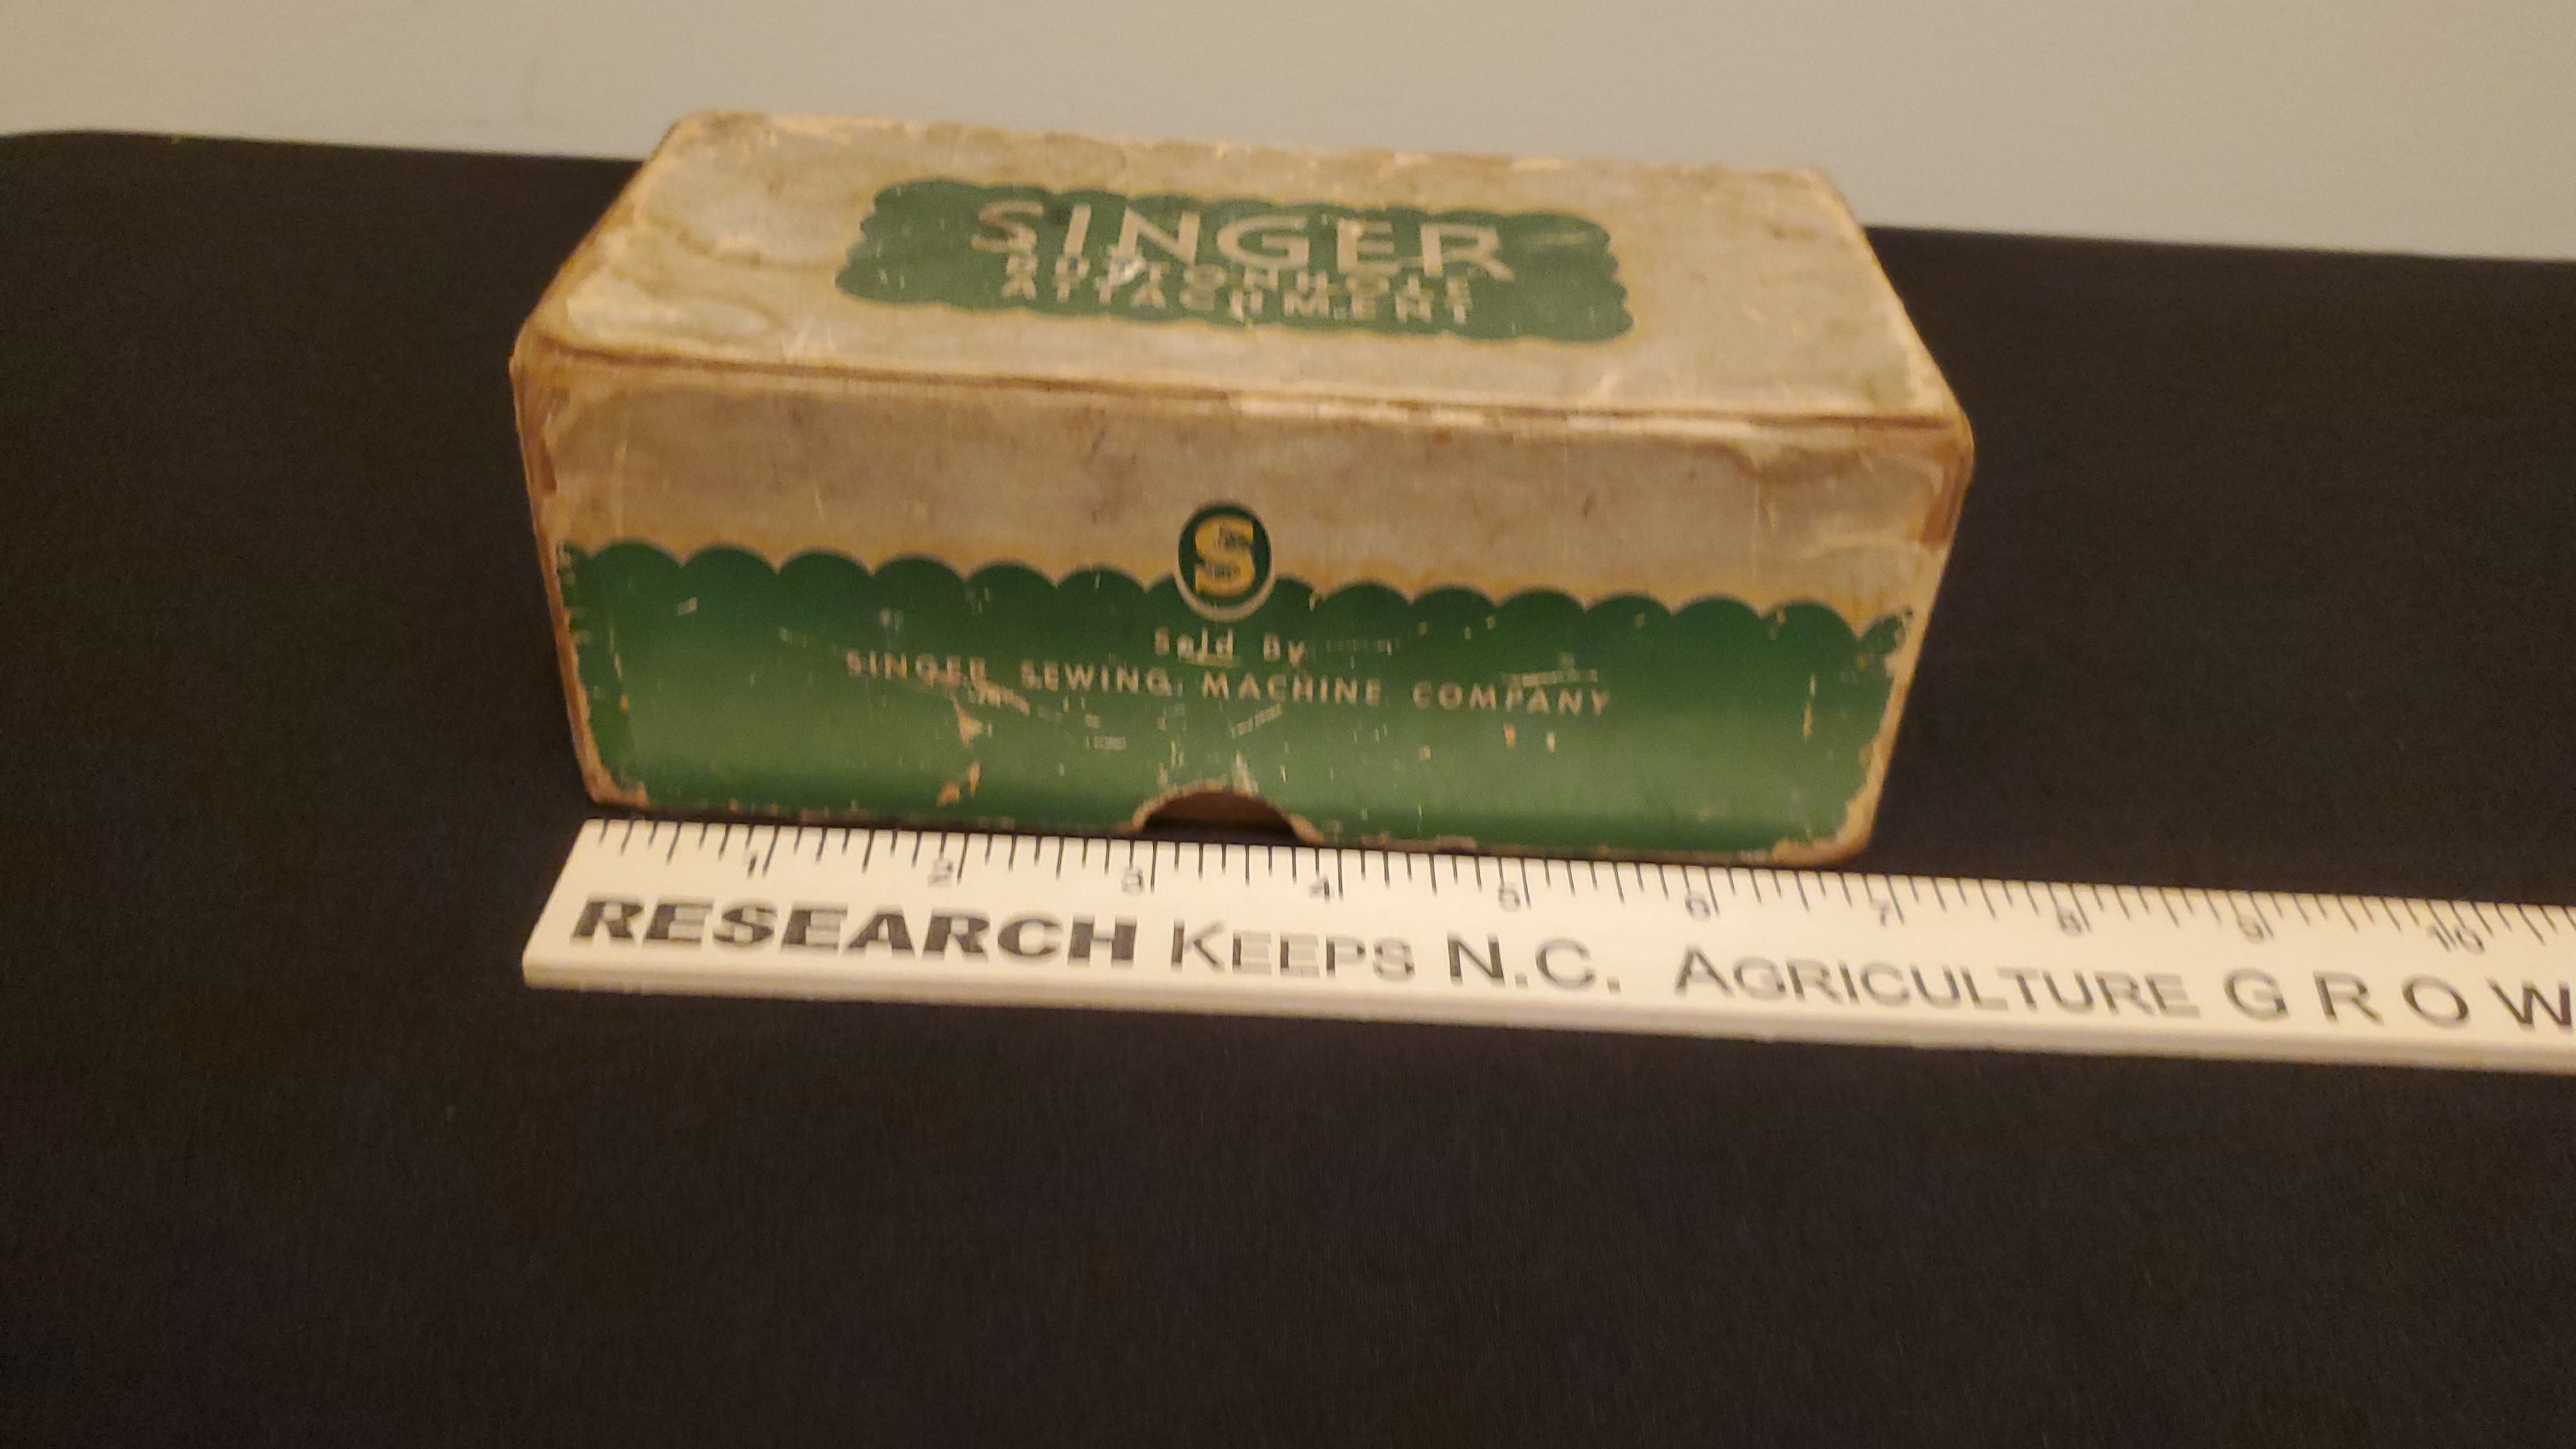 SINGER
BUTTONHOLE
ATTACHMENT
S
Sold By
SINGER SEWING MACHINE COMPANY
1 2 3 4 5 6 7 8 9 10
RESEARCH KEEPS N.C. AGRICULTURE GROW